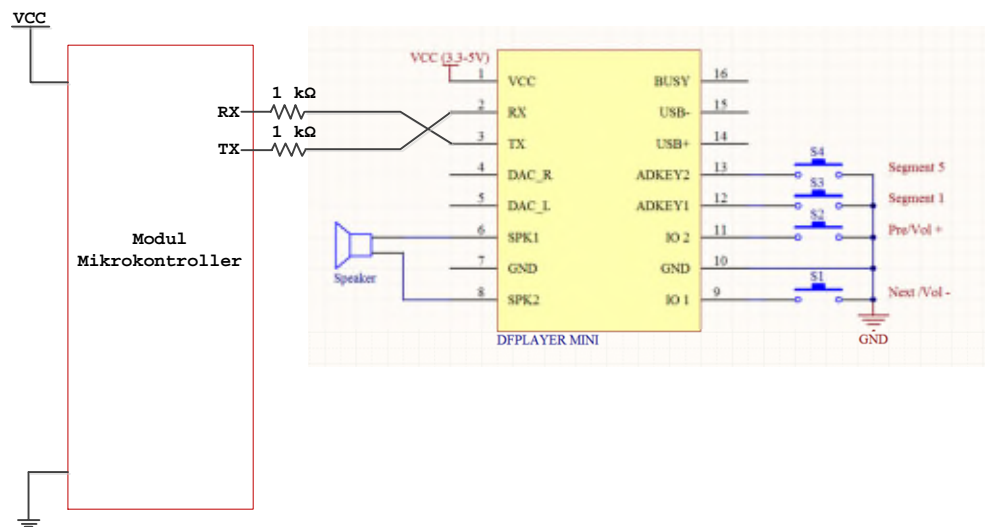 VCC
RX
1 kΩ
TX
1 kΩ
Modul
Mikrokontroller
VCC (3.3-5V)
1 VCC
2 RX
3 TX
4 DAC_R
5 DAC_L
6 SPK1
7 GND
8 SPK2
Speaker
BUSY 16
USB- 15
USB+ 14
ADKEY2 13
ADKEY1 12
IO 2 11
GND 10
IO 1 9
DFPLAYER MINI
S4
Segment 5
S3
Segment 1
S2
Pre/Vol +
S1
Next /Vol -
GND